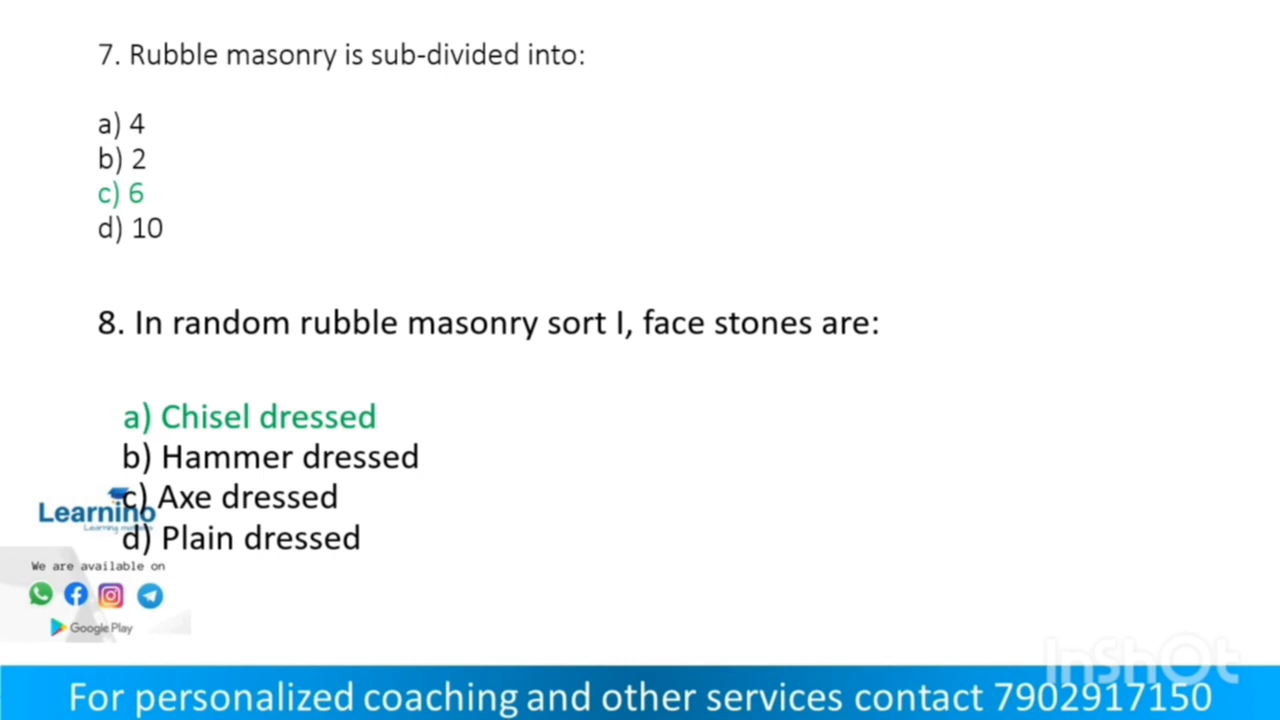 7. Rubble masonry is sub-divided into:
a) 4
b) 2
c) 6
d) 10
8. In random rubble masonry sort I, face stones are:
a) Chisel dressed
b) Hammer dressed
c) Axe dressed
d) Plain dressed
Learnino
Learning
We are available on
Google Play
InShOt
For personalized coaching and other services contact 7902917150